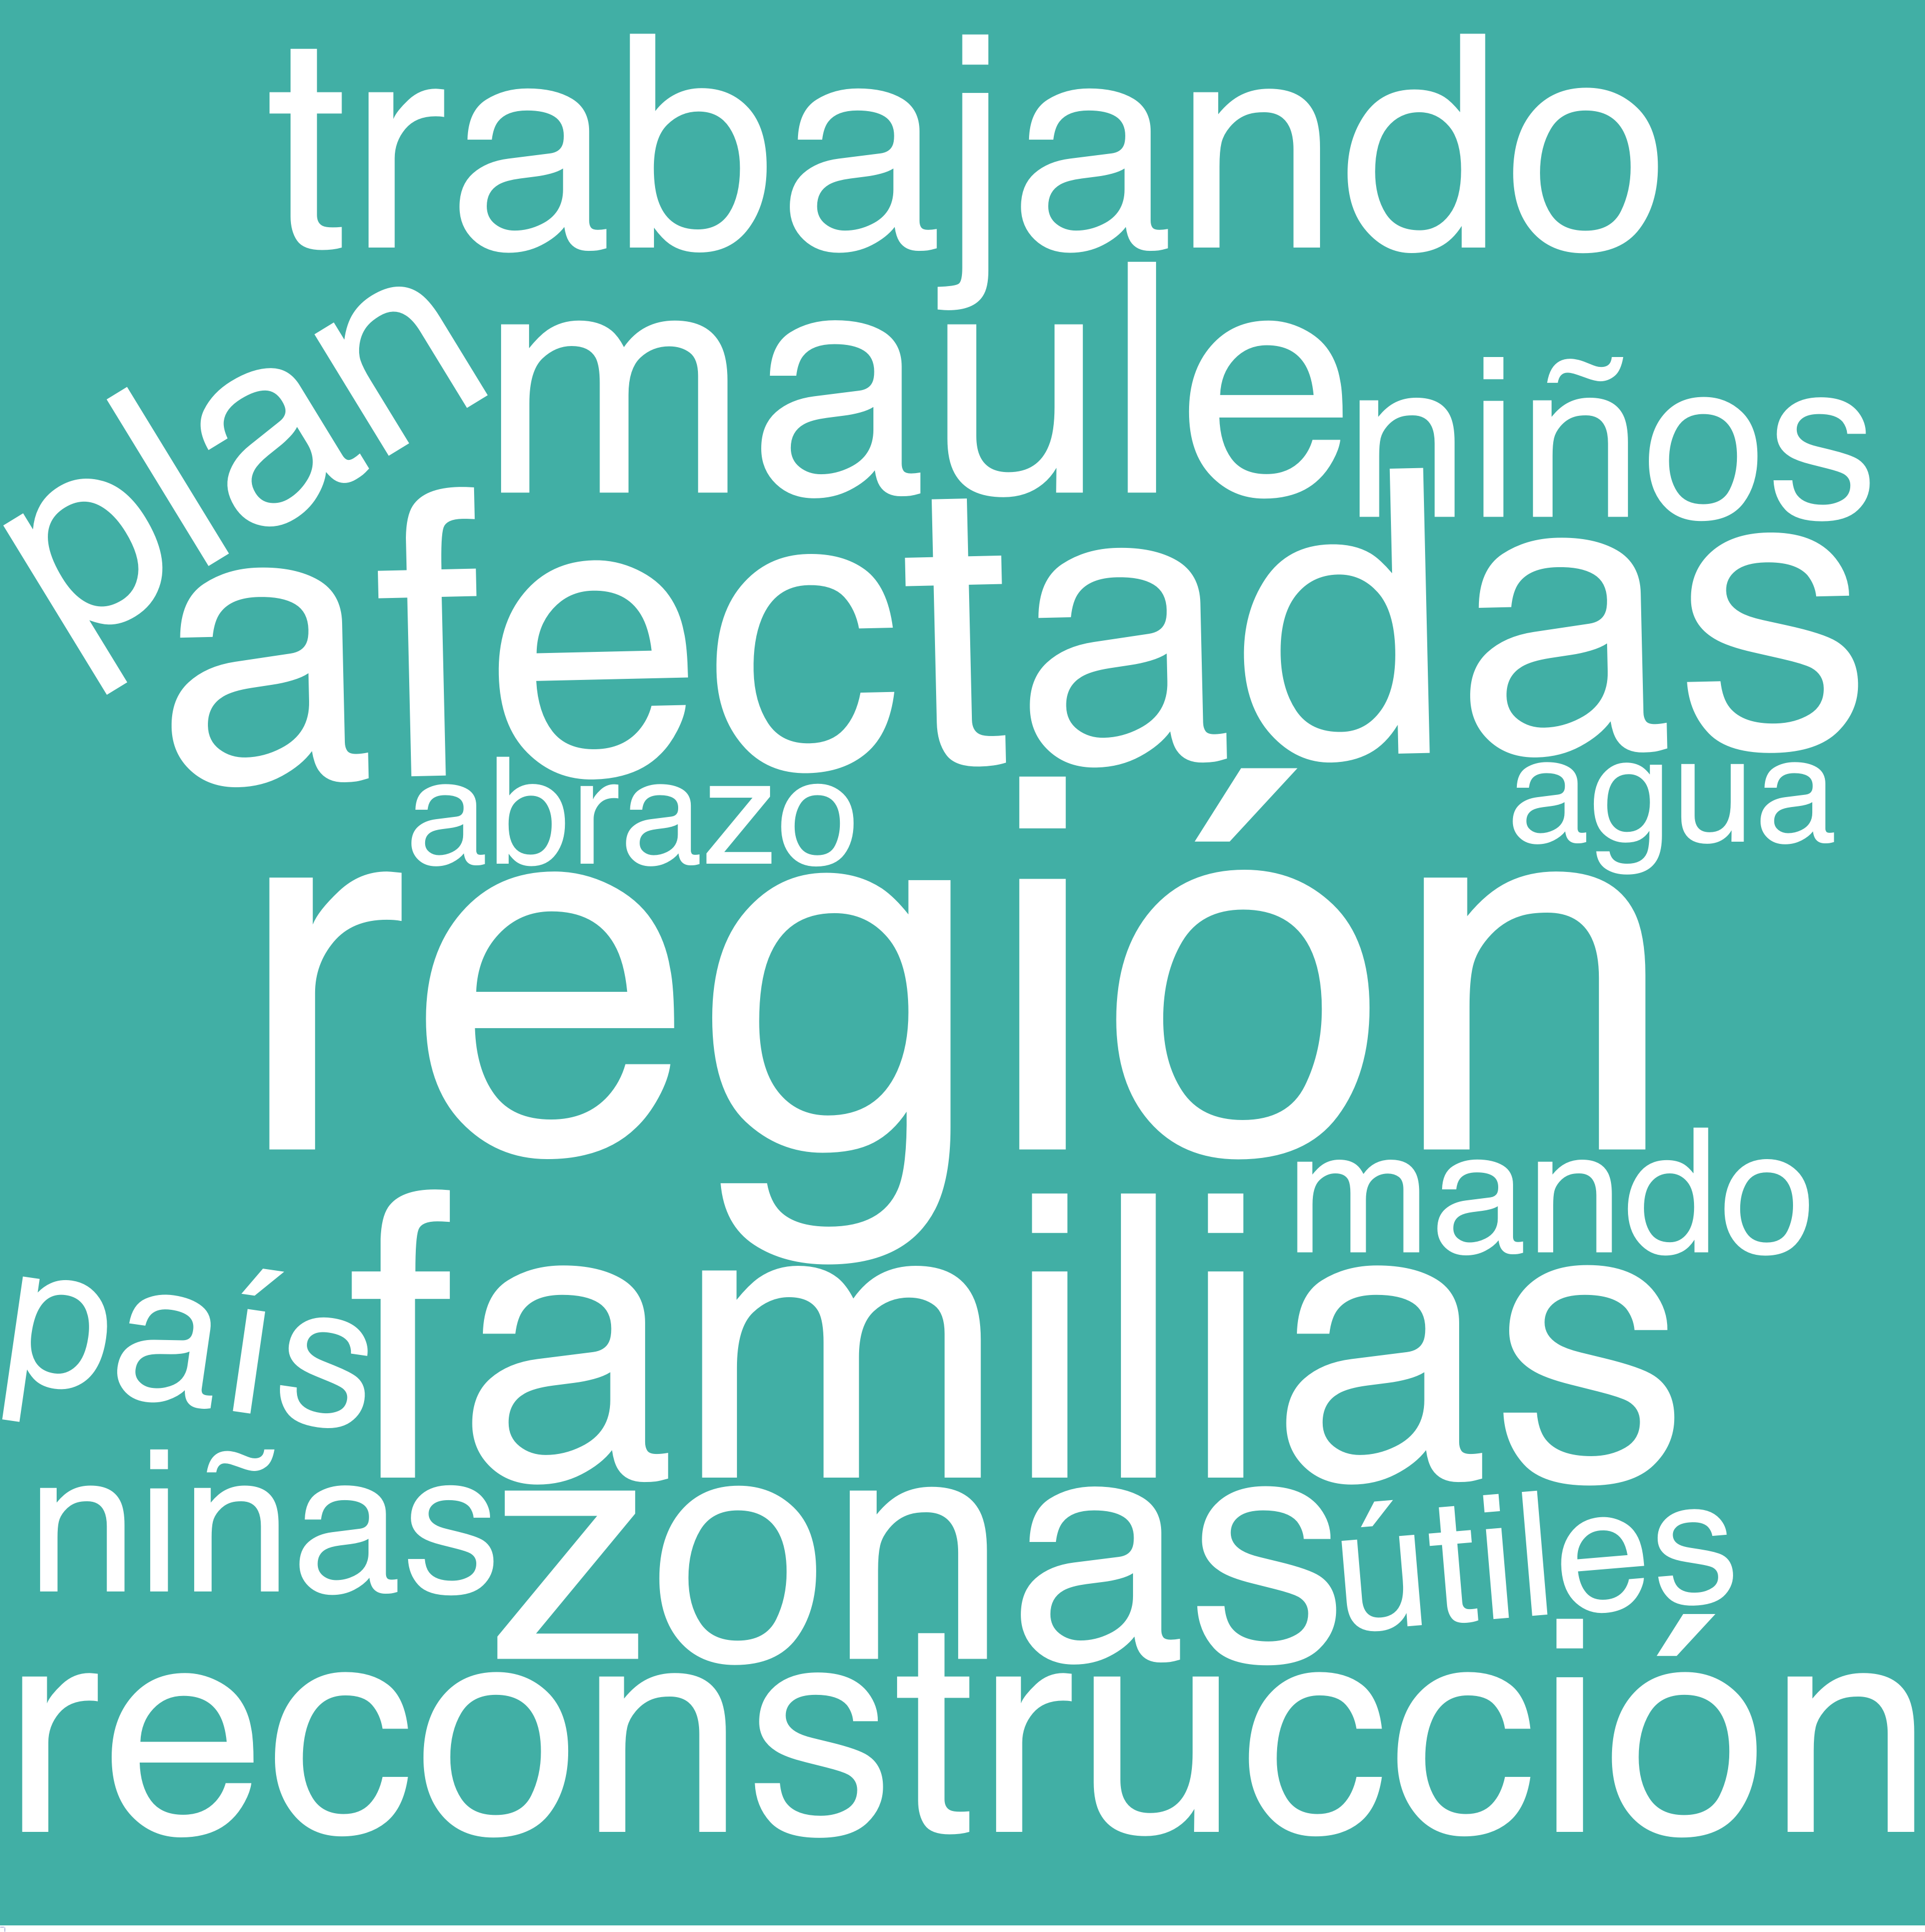 trabajando
plan
maule
niños
afectadas
abrazo
agua
región
mando
país
familias
niñas
zonas
útiles
reconstrucción